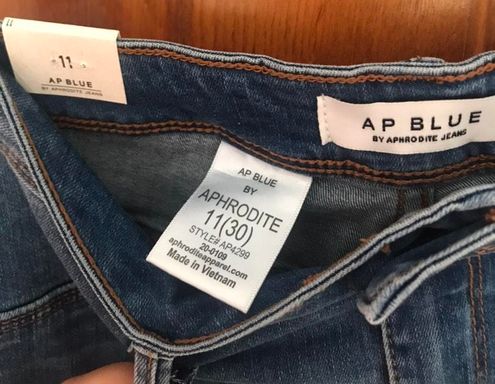 11
AP BLUE
BY APHRODITE JEANS
AP BLUE
BY APHRODITE JEANS
AP BLUE
BY
APHRODITE
11(30)
STYLE# AP4299
20-0109
aphroditeapparel.com
Made in Vietnam